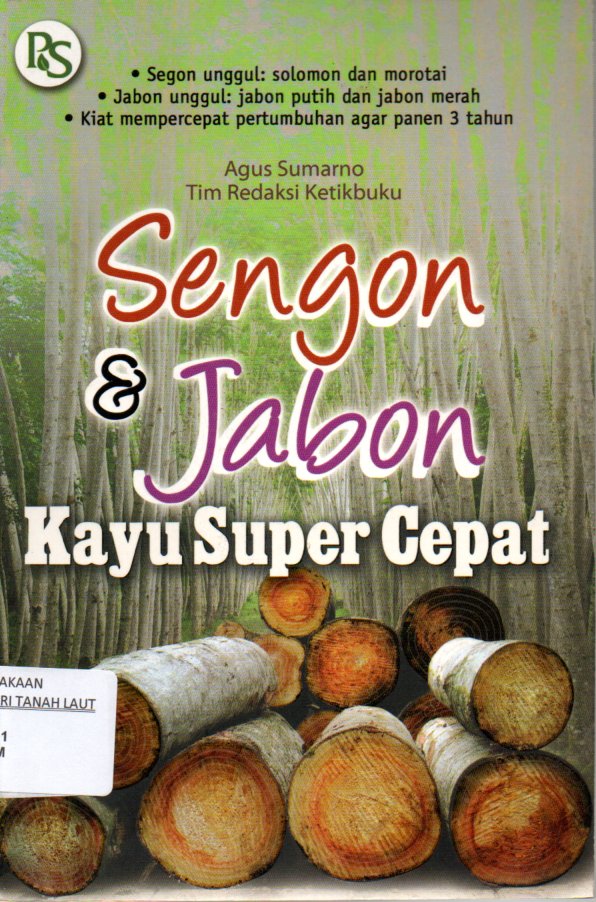 PS
• Segon unggul: solomon dan morotai
• Jabon unggul: jabon putih dan jabon merah
• Kiat mempercepat pertumbuhan agar panen 3 tahun
Agus Sumarno
Tim Redaksi Ketikbuku
Sengon
& Jabon
Kayu Super Cepat
AKAAN
RI TANAH LAUT
1
M